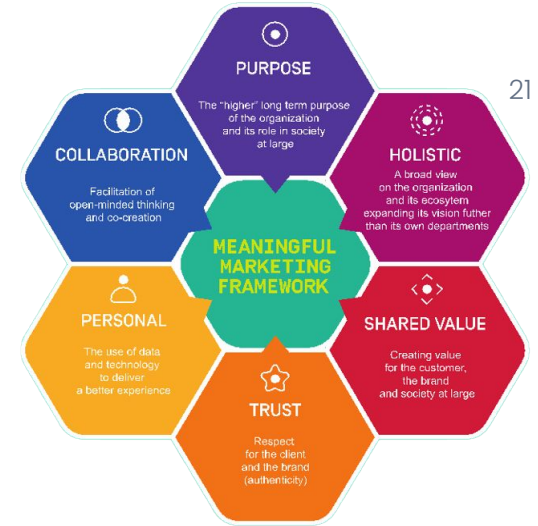 PURPOSE
The "higher" long term purpose
of the organization
and its role in society
at large
21
COLLABORATION
Facilitation of
open-minded thinking
and co-creation
HOLISTIC
A broad view
on the organization
and its ecosytem
expanding its vision futher
than its own departments
MEANINGFUL
MARKETING
FRAMEWORK
PERSONAL
The use of data
and technology
to deliver
a better experience
SHARED VALUE
Creating value
for the customer,
the brand
and society at large
TRUST
Respect
for the client
and the brand
(authenticity)